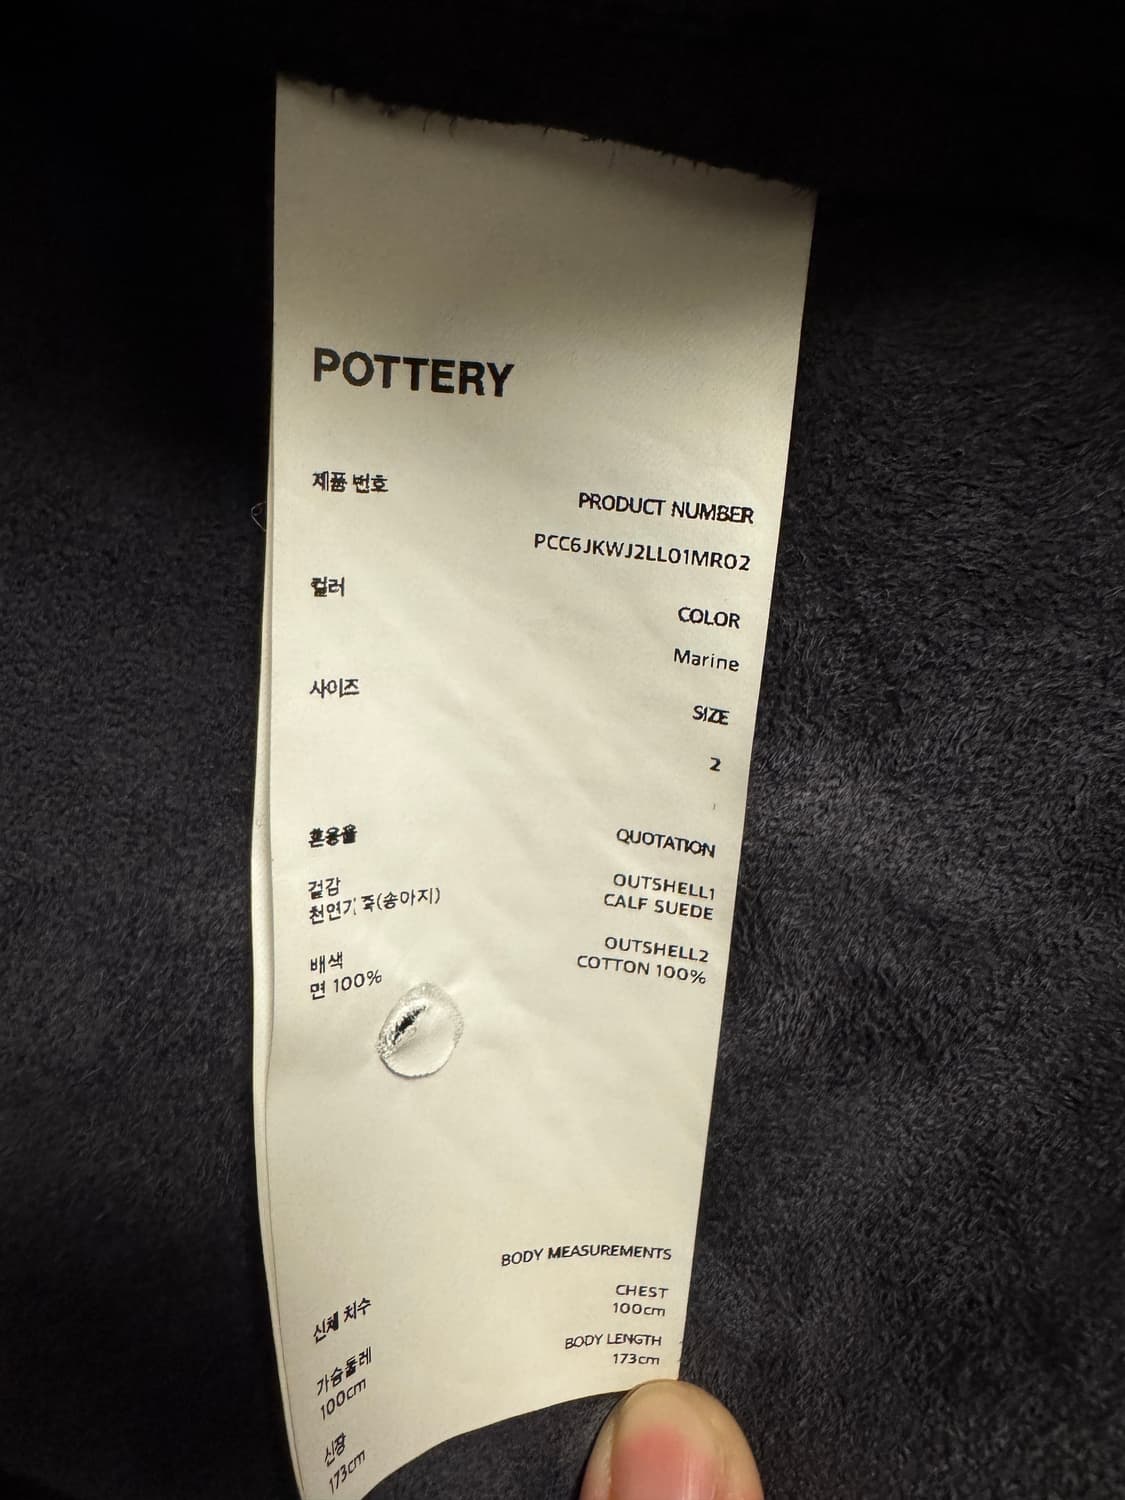 POTTERY
제품 번호
PRODUCT NUMBER
PCC6JKWJ2LL01MR02
컬러
COLOR
Marine
사이즈
SIZE
2
혼용율
QUOTATION
겉감
천연가죽(송아지)
OUTSHELL1
CALF SUEDE
배색
면 100%
OUTSHELL2
COTTON 100%
BODY MEASUREMENTS
신체 치수
CHEST
100cm
가슴둘레
100cm
BODY LENGTH
173cm
신장
173cm